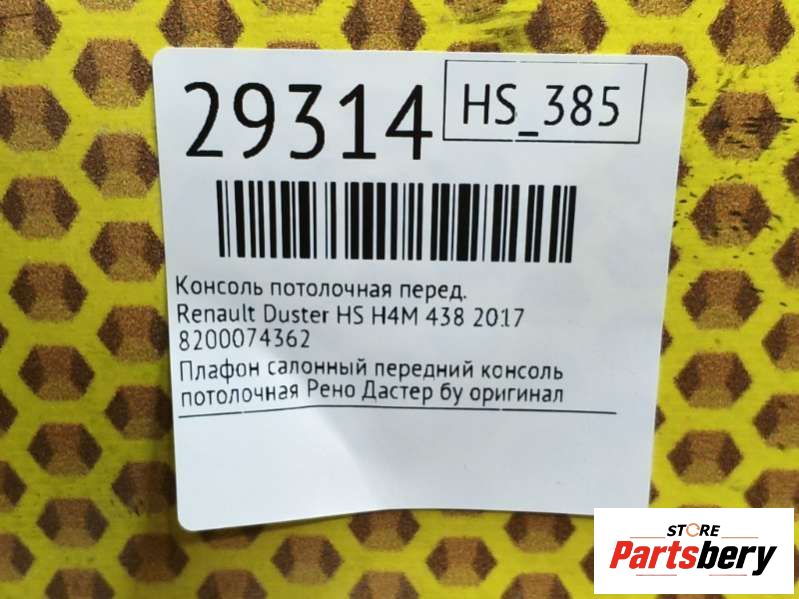 29314
HS_385
Консоль потолочная перед.
Renault Duster HS H4M 438 2017
8200074362
Плафон салонный передний консоль
потолочная Рено Дастер бу оригинал
STORE
Partsbery